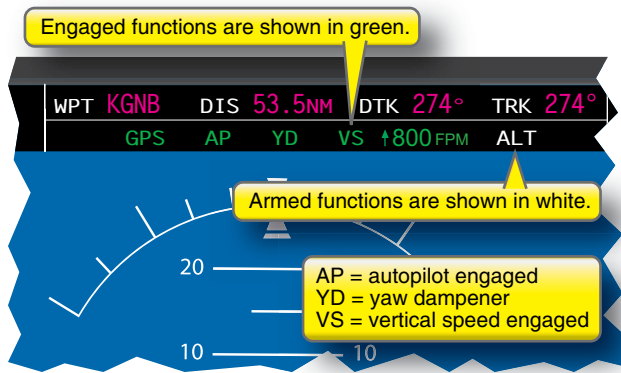 Engaged functions are shown in green.
WPT KGNB DIS 53.5NM DTK 274° TRK 274°
GPS AP YD VS ↑800 FPM ALT
Armed functions are shown in white.
20
AP = autopilot engaged
YD = yaw dampener
VS = vertical speed engaged
10 10